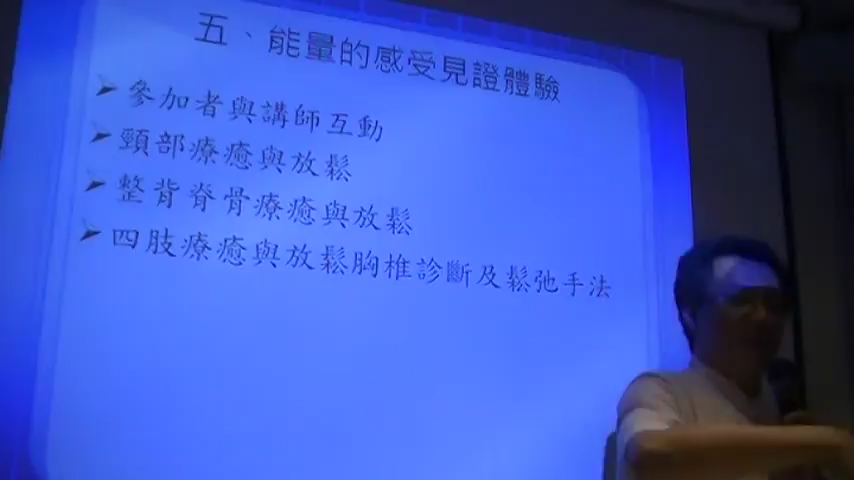 五、能量的感受見證體驗
參加者與講師互動
頸部療癒與放鬆
整背脊骨療癒與放鬆
四肢療癒與放鬆胸椎診斷及鬆弛手法